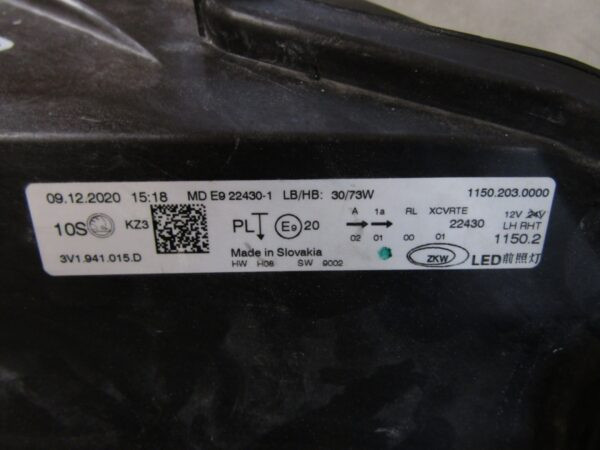 09.12.2020 15:18 MD E9 22430-1 LB/HB: 30/73W 1150.203.0000
10S KZ3 PL E9 20 A 1a RL XCVRTE 12V 24V
22430 LH RHT
02 01 00 01 1150.2
3V1.941.015.D Made in Slovakia ZKW LED前照灯
HW H08 SW 9002